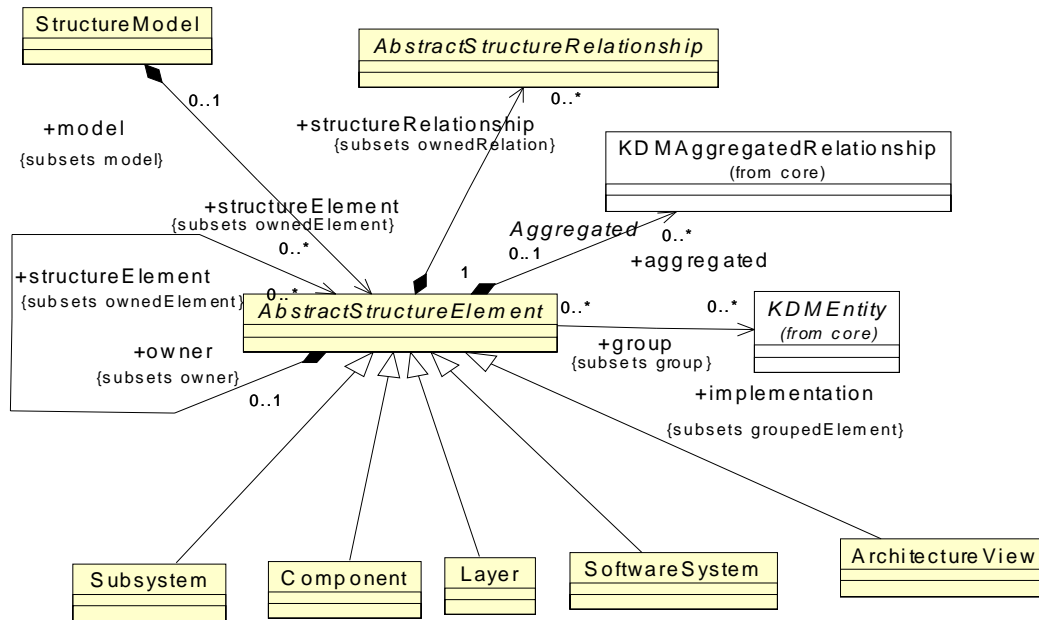 StructureModel
AbstractStructureRelationship
0..1
0..*
+model
{subsets model}
+structureRelationship
{subsets ownedRelation}
KDMAggregatedRelationship
(from core)
+structureElement
{subsets ownedElement}
Aggregated
0..1
0..*
+aggregated
0..*
+structureElement
{subsets ownedElement}
0..*
1
AbstractStructureElement
0..*
0..*
KDMEntity
(from core)
+group
{subsets group}
+owner
{subsets owner}
0..1
+implementation
{subsets groupedElement}
Subsystem
Component
Layer
SoftwareSystem
ArchitectureView